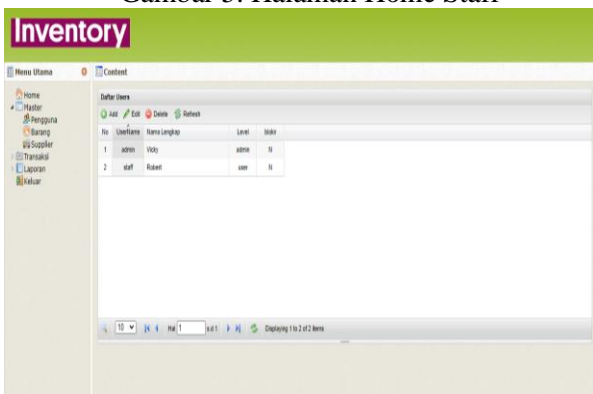 Gambar 5. Halaman Home Staff
Inventory
Menu Utama
Content
Home
Master
Pengguna
Barang
Supplier
Transaksi
Laporan
Keluar
Daftar Users
Add Edit Delete Refresh
No UserName Nama Lengkap Level Blokir
1 admin Vicky admin N
2 staff Robert user N
10 Hal 1 s.d 1 Displaying 1 to 2 of 2 items